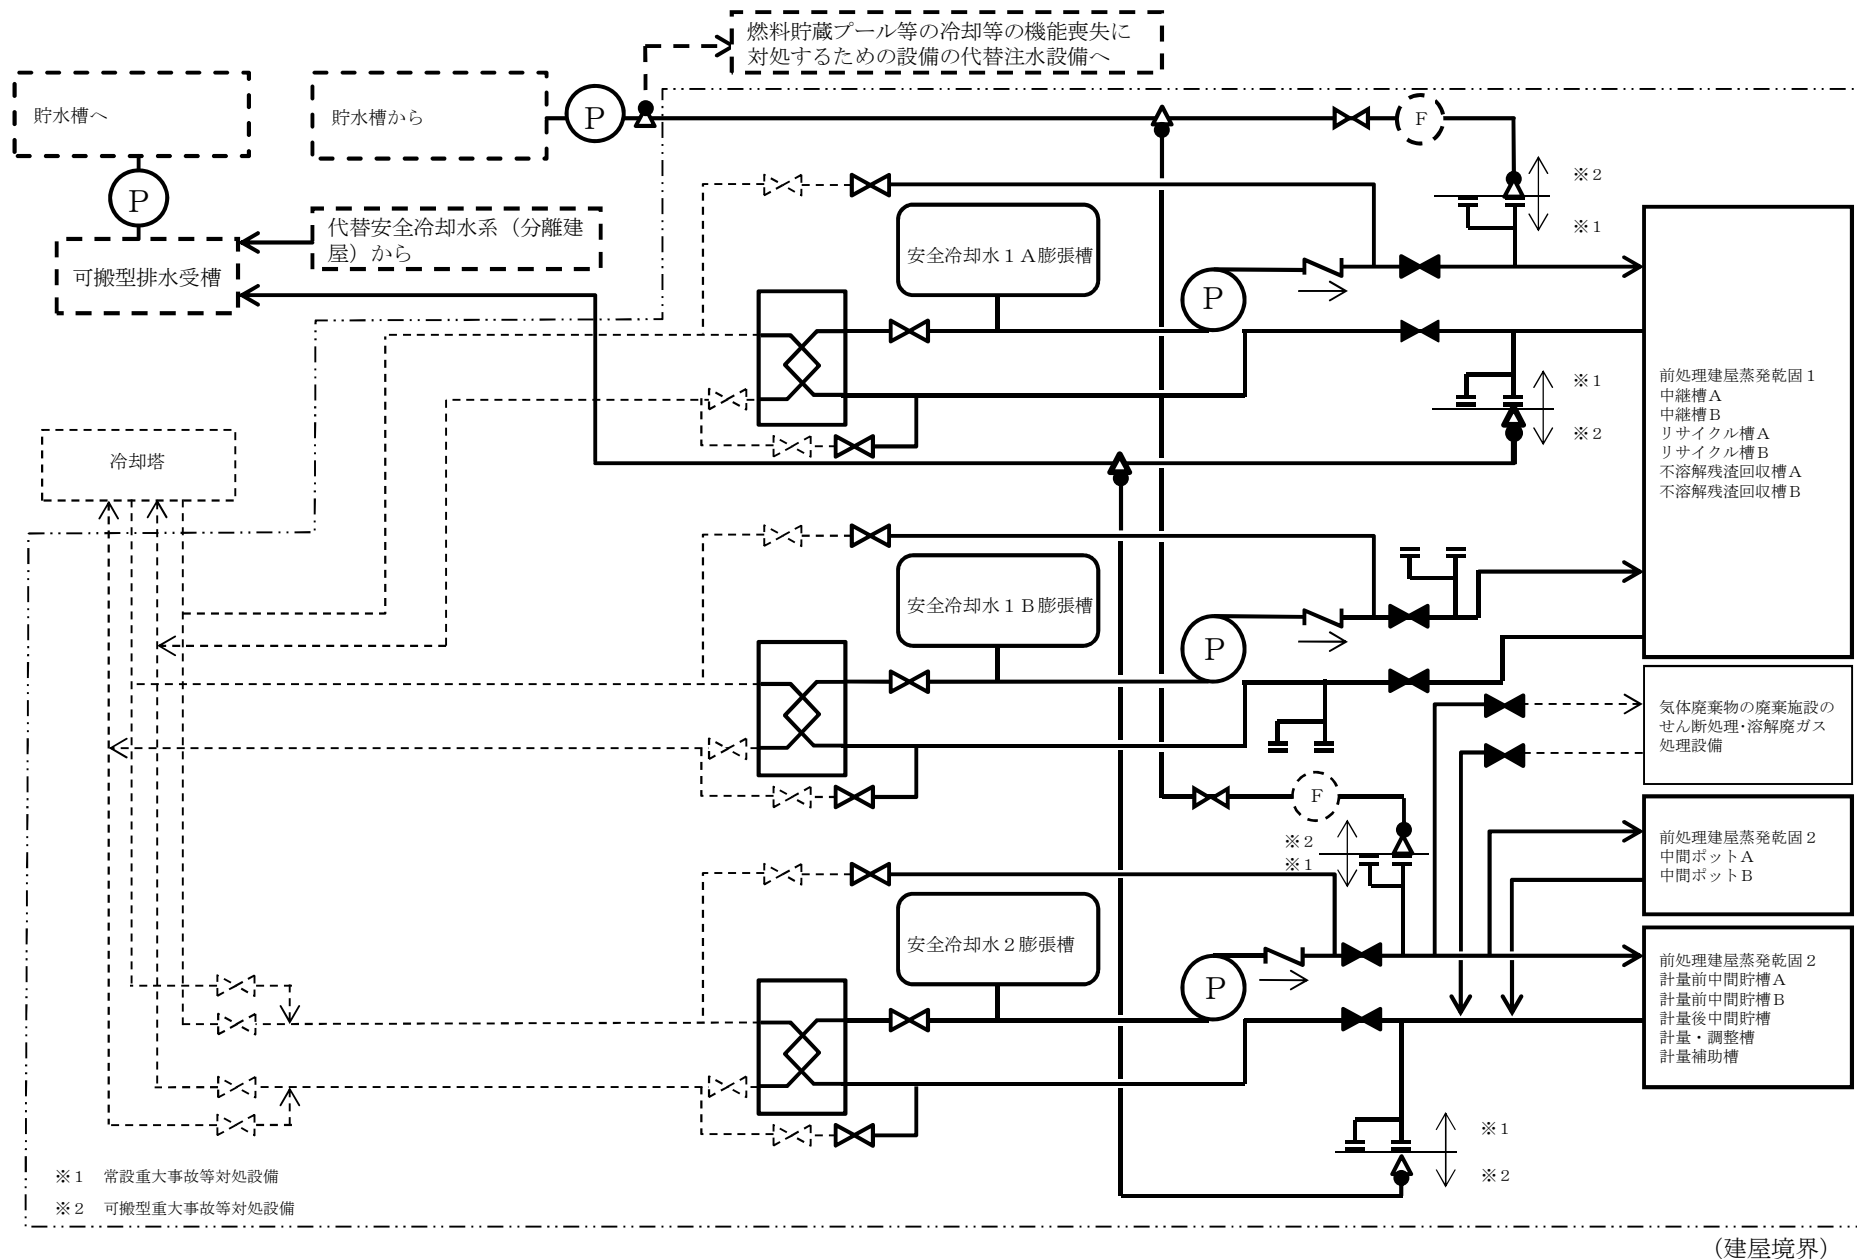 燃料貯蔵プール等の冷却等の機能喪失に
対処するための設備の代替注水設備へ
貯水槽へ
貯水槽から
P
P
F
※2
※1
代替安全冷却水系（分離建
屋）から
可搬型排水受槽
安全冷却水１A膨張槽
P
※1
※2
前処理建屋蒸発乾固１
中継槽A
中継槽B
リサイクル槽A
リサイクル槽B
不溶解残渣回収槽A
不溶解残渣回収槽B
冷却塔
安全冷却水１B膨張槽
P
気体廃棄物の廃棄施設の
せん断処理･溶解廃ガス
処理設備
F
※2
※1
前処理建屋蒸発乾固２
中間ポットA
中間ポットB
安全冷却水２膨張槽
P
前処理建屋蒸発乾固２
計量前中間貯槽A
計量前中間貯槽B
計量後中間貯槽
計量・調整槽
計量補助槽
※1
※2
※1　常設重大事故等対処設備
※2　可搬型重大事故等対処設備
（建屋境界）